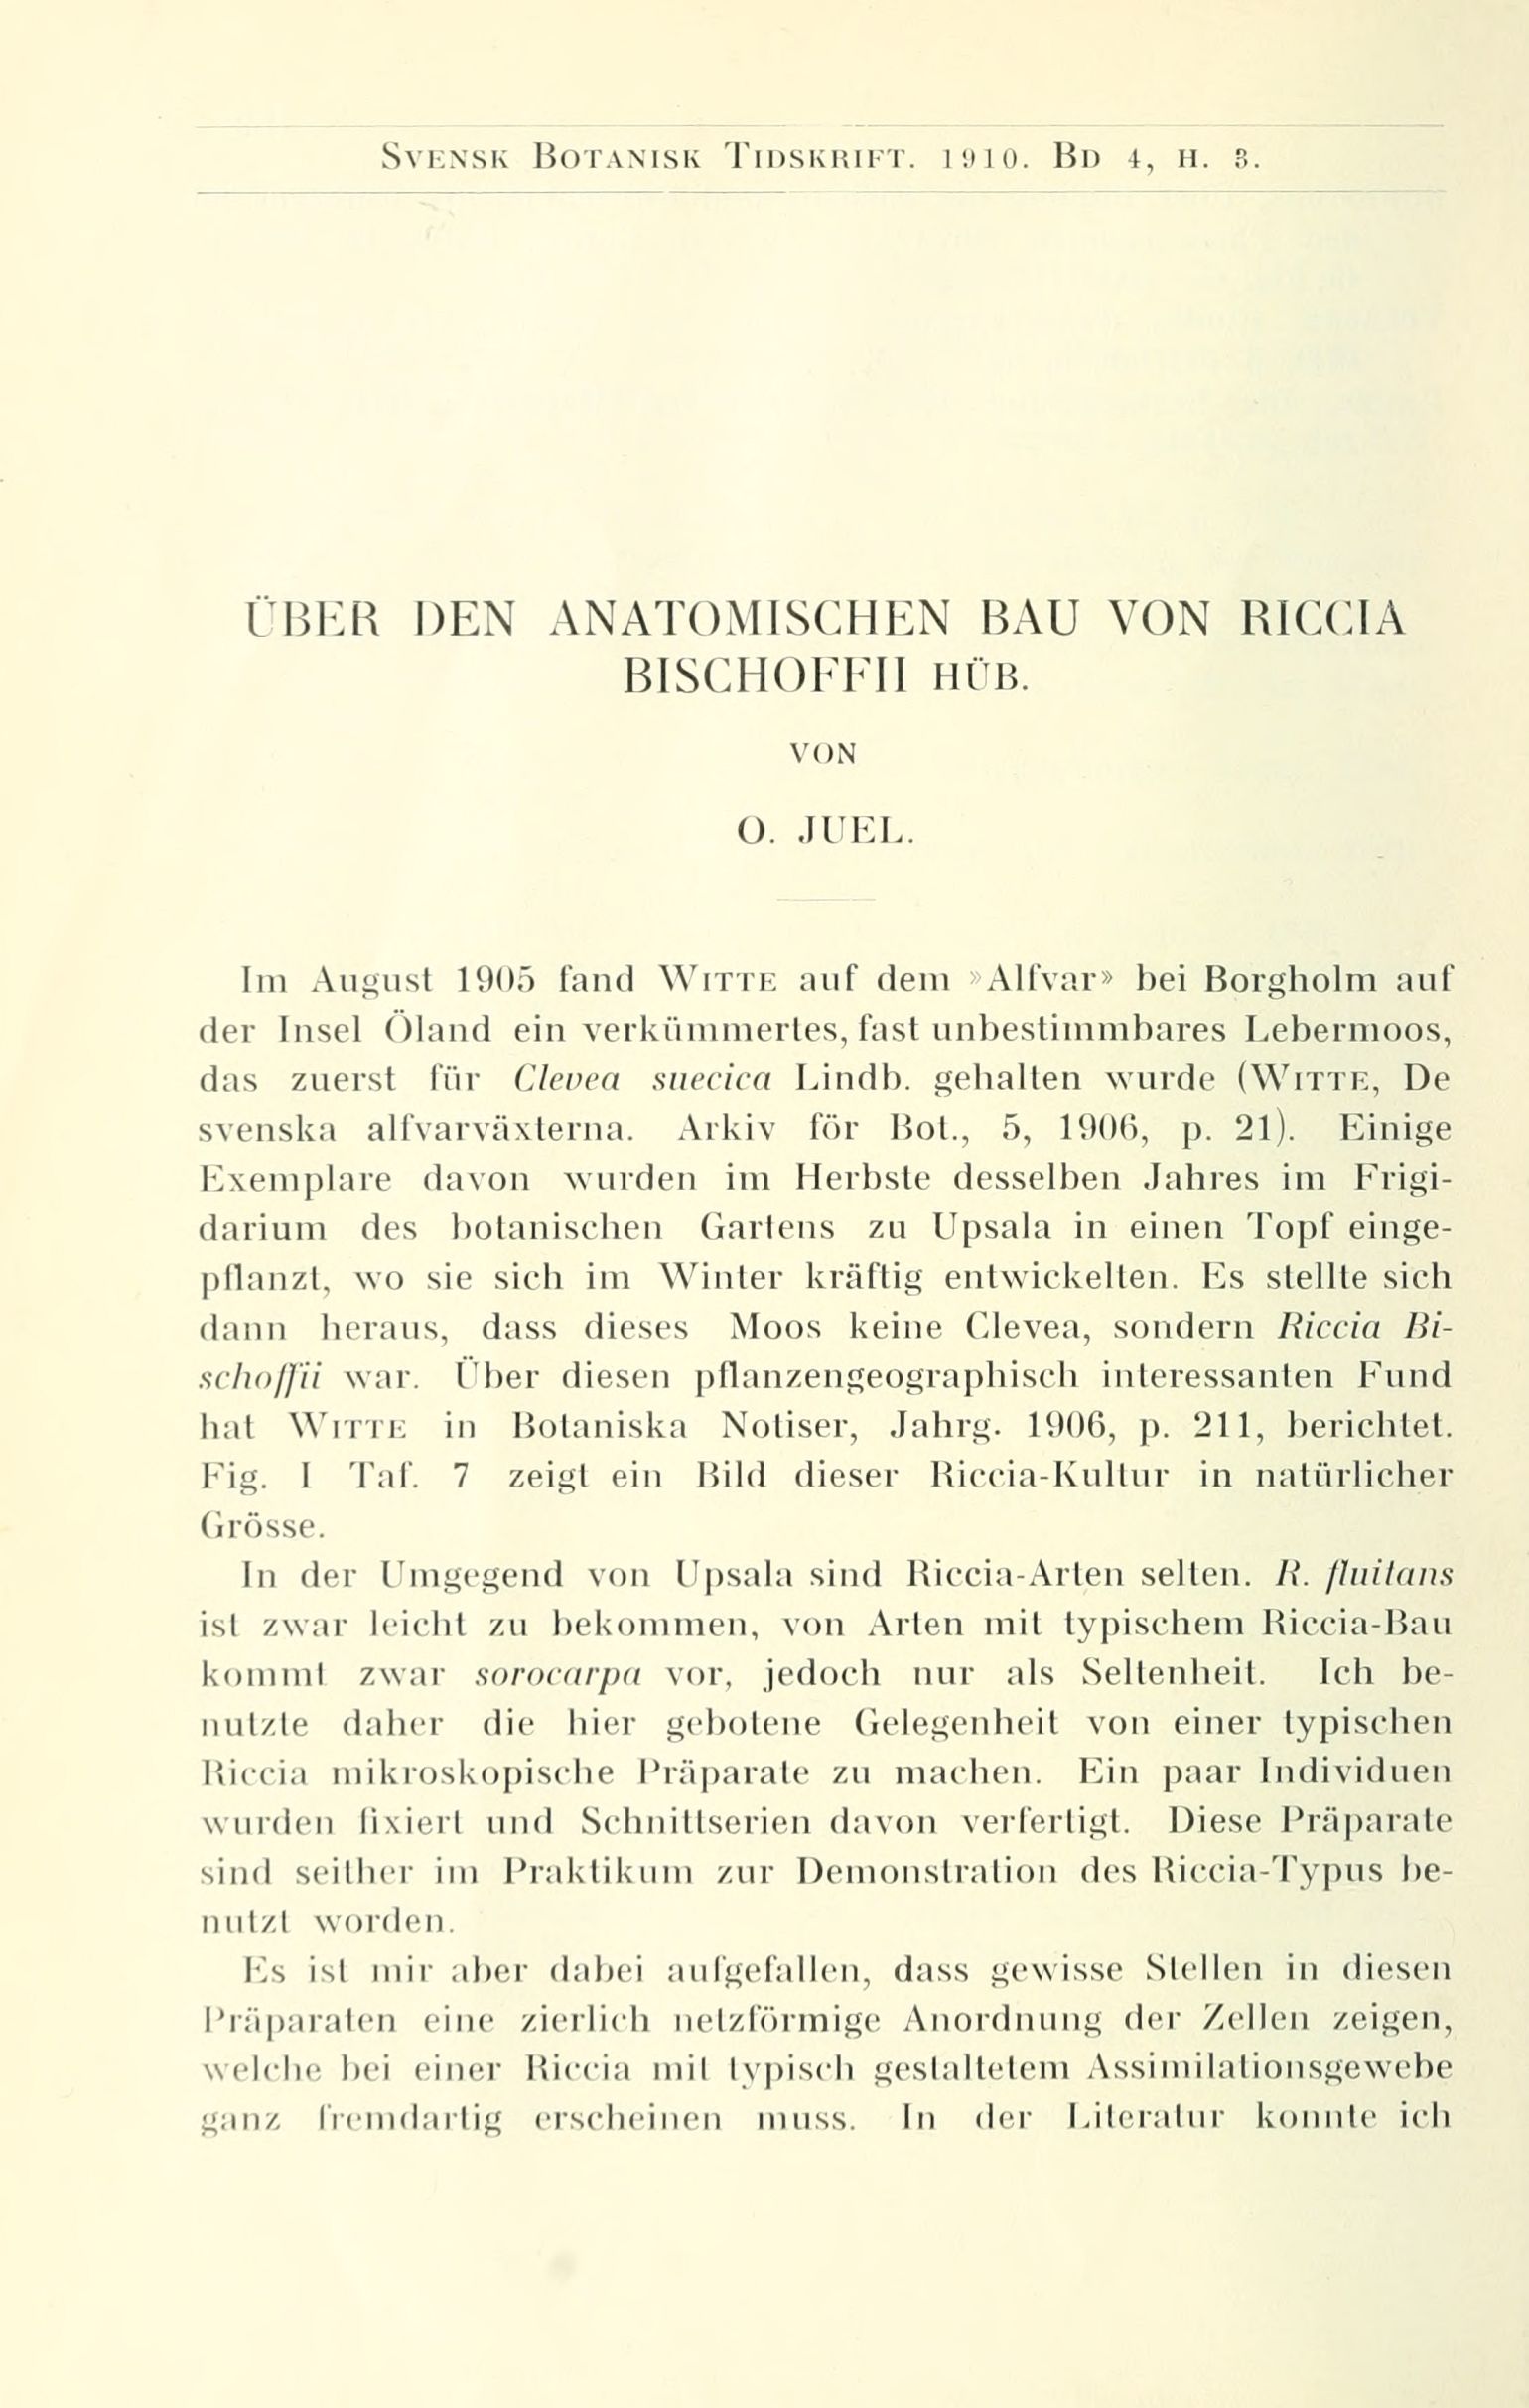 SVENSK BOTANISK TIDSKRIFT. 1910. BD 4, H. 3.
ÜBER DEN ANATOMISCHEN BAU VON RICCIA
BISCHOFFII HÜB.
VON
O. JUEL.
Im August 1905 fand WITTE auf dem »Alfvar» bei Borgholm auf
der Insel Öland ein verkümmertes, fast unbestimmbares Lebermoos,
das zuerst für Clevea suecica Lindb. gehalten wurde (WITTE, De
svenska alfvarväxterna. Arkiv för Bot., 5, 1906, p. 21). Einige
Exemplare davon wurden im Herbste desselben Jahres im Frigi-
darium des botanischen Gartens zu Upsala in einen Topf einge-
pflanzt, wo sie sich im Winter kräftig entwickelten. Es stellte sich
dann heraus, dass dieses Moos keine Clevea, sondern Riccia Bi-
schoffii war. Über diesen pflanzengeographisch interessanten Fund
hat WITTE in Botaniska Notiser, Jahrg. 1906, p. 211, berichtet.
Fig. I Taf. 7 zeigt ein Bild dieser Riccia-Kultur in natürlicher
Grösse.
In der Umgegend von Upsala sind Riccia-Arten selten. R. fluitans
ist zwar leicht zu bekommen, von Arten mit typischem Riccia-Bau
kommt zwar sorocarpa vor, jedoch nur als Seltenheit. Ich be-
nutzte daher die hier gebotene Gelegenheit von einer typischen
Riccia mikroskopische Präparate zu machen. Ein paar Individuen
wurden fixiert und Schnittserien davon verfertigt. Diese Präparate
sind seither im Praktikum zur Demonstration des Riccia-Typus be-
nutzt worden.
Es ist mir aber dabei aufgefallen, dass gewisse Stellen in diesen
Präparaten eine zierlich netzförmige Anordnung der Zellen zeigen,
welche bei einer Riccia mit typisch gestaltetem Assimilationsgewebe
ganz fremdartig erscheinen muss. In der Literatur konnte ich